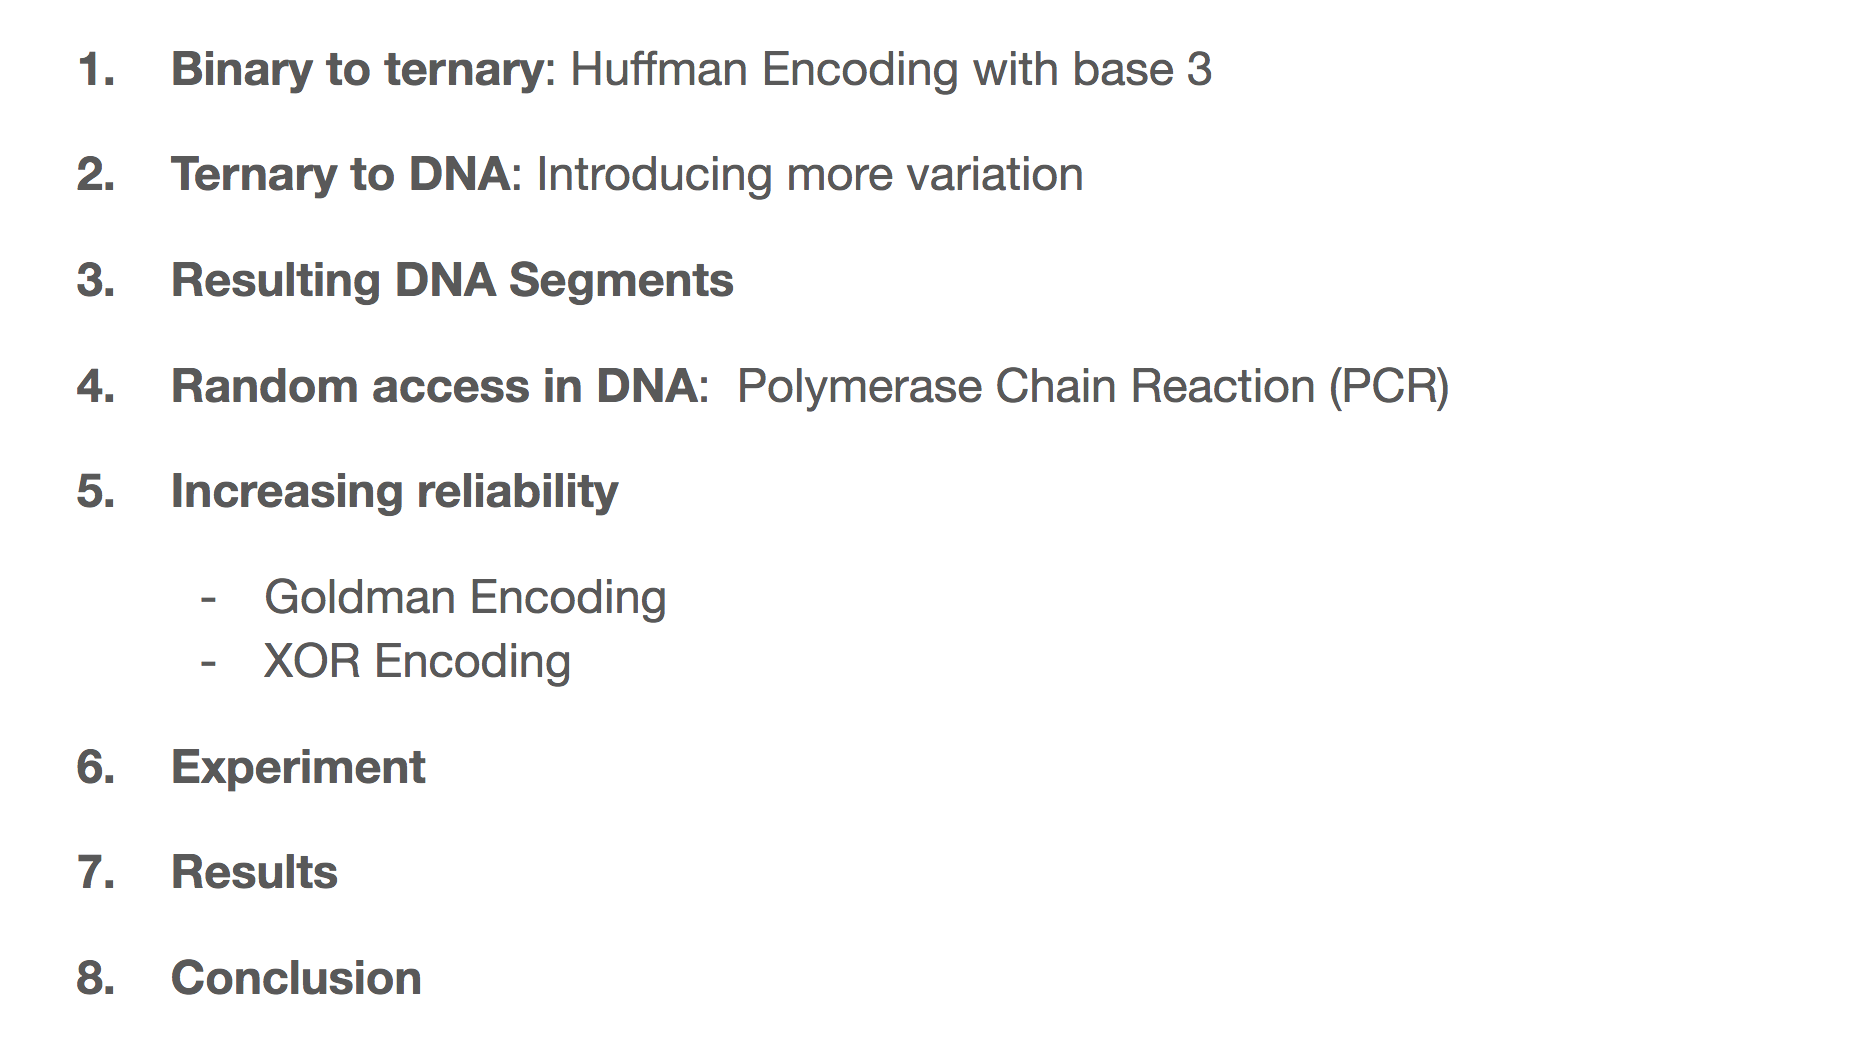 1. Binary to ternary: Huffman Encoding with base 3
2. Ternary to DNA: Introducing more variation
3. Resulting DNA Segments
4. Random access in DNA:  Polymerase Chain Reaction (PCR)
5. Increasing reliability
- Goldman Encoding
- XOR Encoding
6. Experiment
7. Results
8. Conclusion